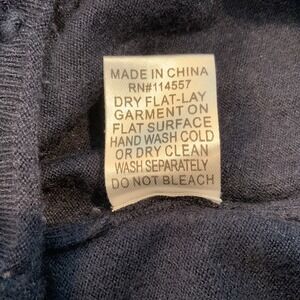 MADE IN CHINA
RN#114557
DRY FLAT-LAY
GARMENT ON
FLAT SURFACE
HAND WASH COLD
OR DRY CLEAN
WASH SEPARATELY
DO NOT BLEACH